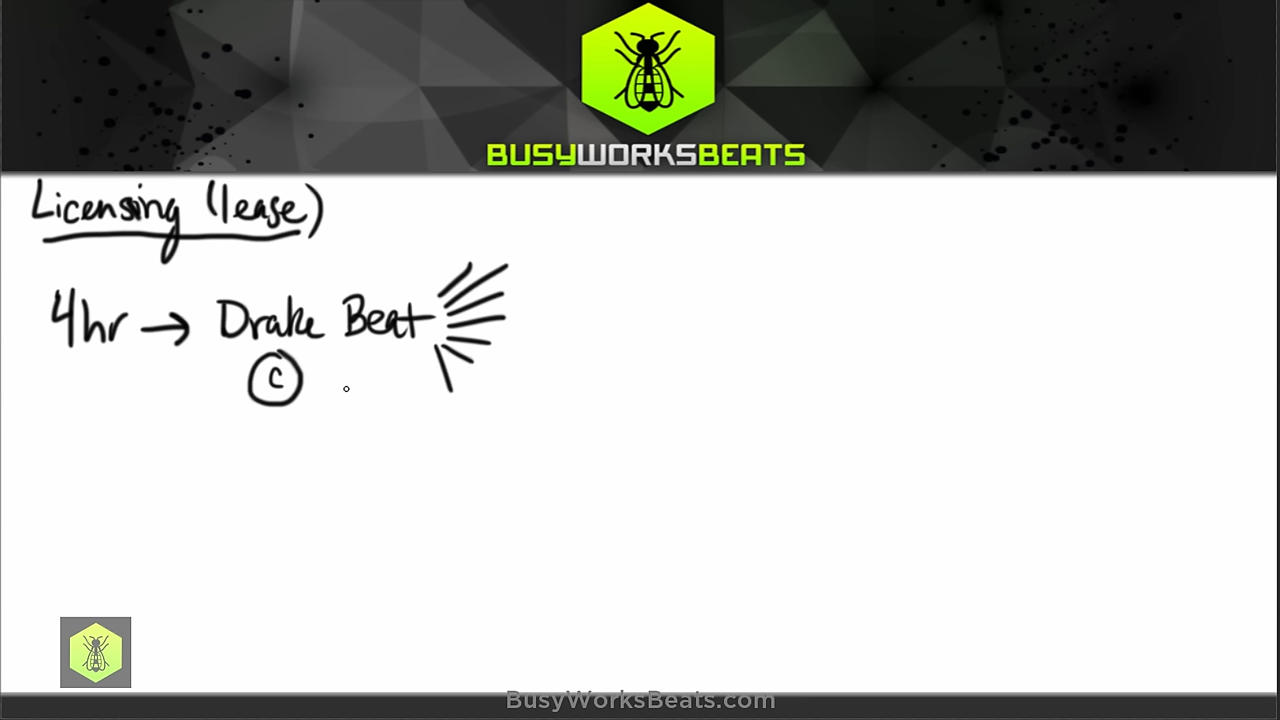 BUSYWORKSBEATS
Licensing (lease)
4hr → Drake Beat
©
BusyWorksBeats.com